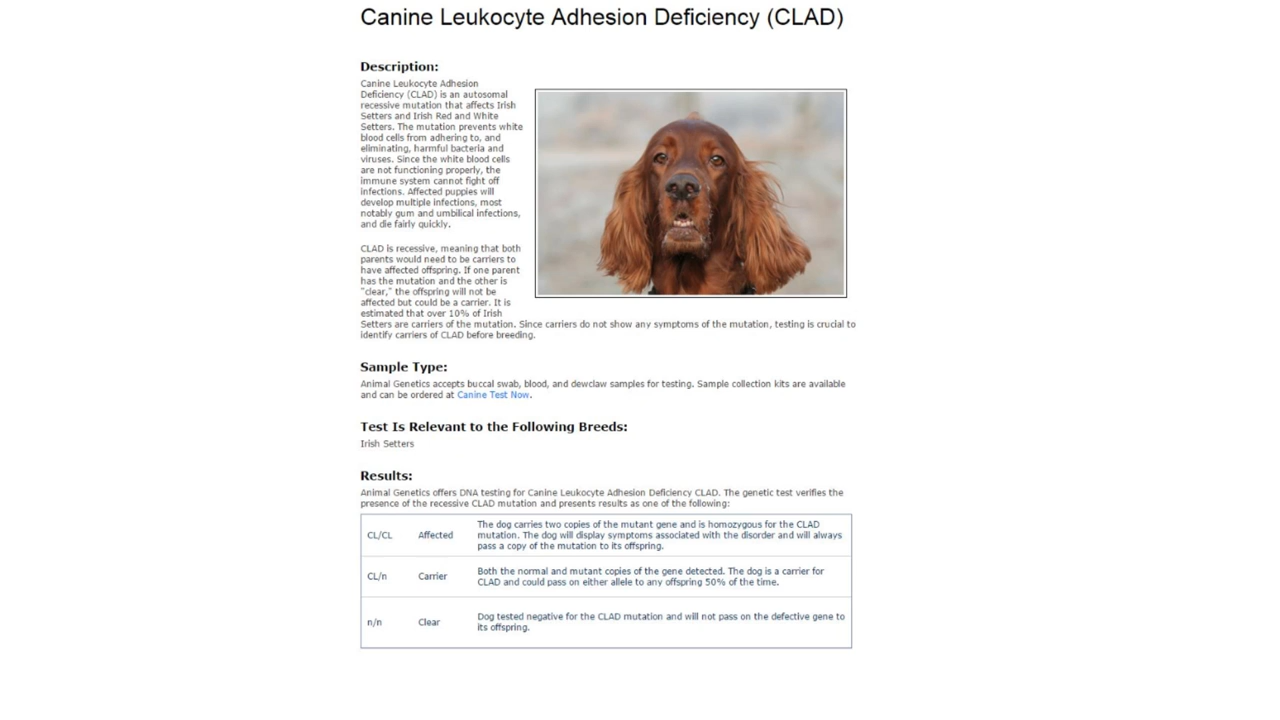 Canine Leukocyte Adhesion Deficiency (CLAD)
Description:
Canine Leukocyte Adhesion
Deficiency (CLAD) is an autosomal
recessive mutation that affects Irish
Setters and Irish Red and White
Setters. The mutation prevents white
blood cells from adhering to, and
eliminating, harmful bacteria and
viruses. Since the white blood cells
are not functioning properly, the
immune system cannot fight off
infections. Affected puppies will
develop multiple infections, most
notably gum and umbilical infections,
and die fairly quickly.
CLAD is recessive, meaning that both
parents would need to be carriers to
have affected offspring. If one parent
has the mutation and the other is
"clear," the offspring will not be
affected but could be a carrier. It is
estimated that over 10% of Irish
Setters are carriers of the mutation. Since carriers do not show any symptoms of the mutation, testing is crucial to
identify carriers of CLAD before breeding.
Sample Type:
Animal Genetics accepts buccal swab, blood, and dewclaw samples for testing. Sample collection kits are available
and can be ordered at Canine Test Now.
Test Is Relevant to the Following Breeds:
Irish Setters
Results:
Animal Genetics offers DNA testing for Canine Leukocyte Adhesion Deficiency CLAD. The genetic test verifies the
presence of the recessive CLAD mutation and presents results as one of the following:
CL/CL Affected The dog carries two copies of the mutant gene and is homozygous for the CLAD
mutation. The dog will display symptoms associated with the disorder and will always
pass a copy of the mutation to its offspring.
CL/n Carrier Both the normal and mutant copies of the gene detected. The dog is a carrier for
CLAD and could pass on either allele to any offspring 50% of the time.
n/n Clear Dog tested negative for the CLAD mutation and will not pass on the defective gene to
its offspring.